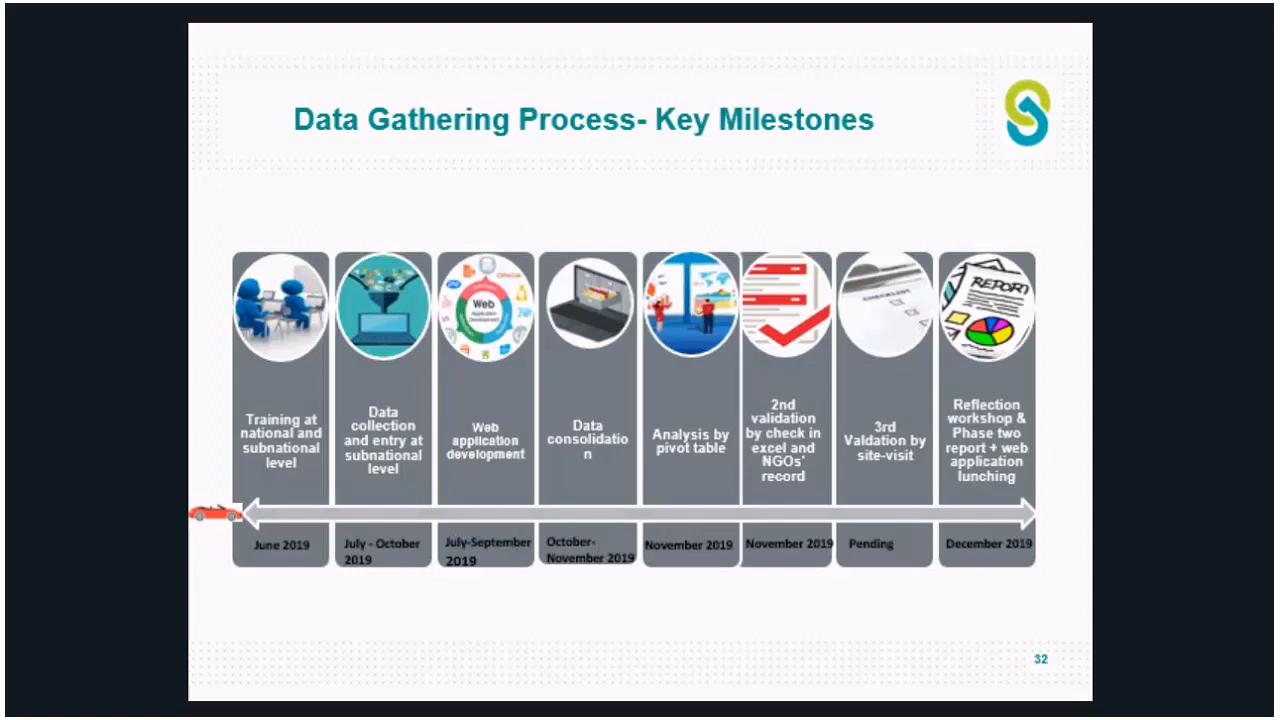 Data Gathering Process- Key Milestones
Training at
national and
subnational
level
Data
collection
and entry at
subnational
level
Web
application
development
Data
consolidatio
n
Analysis by
pivot table
2nd
validation
by check in
excel and
NGOs'
record
3rd
Valdation by
site-visit
Reflection
workshop &
Phase two
report + web
application
lunching
Web
Application
Development
CHECKLIST
REPORT
June 2019
July - October
2019
July-September
2019
October-
November 2019
November 2019
November 2019
Pending
December 2019
32